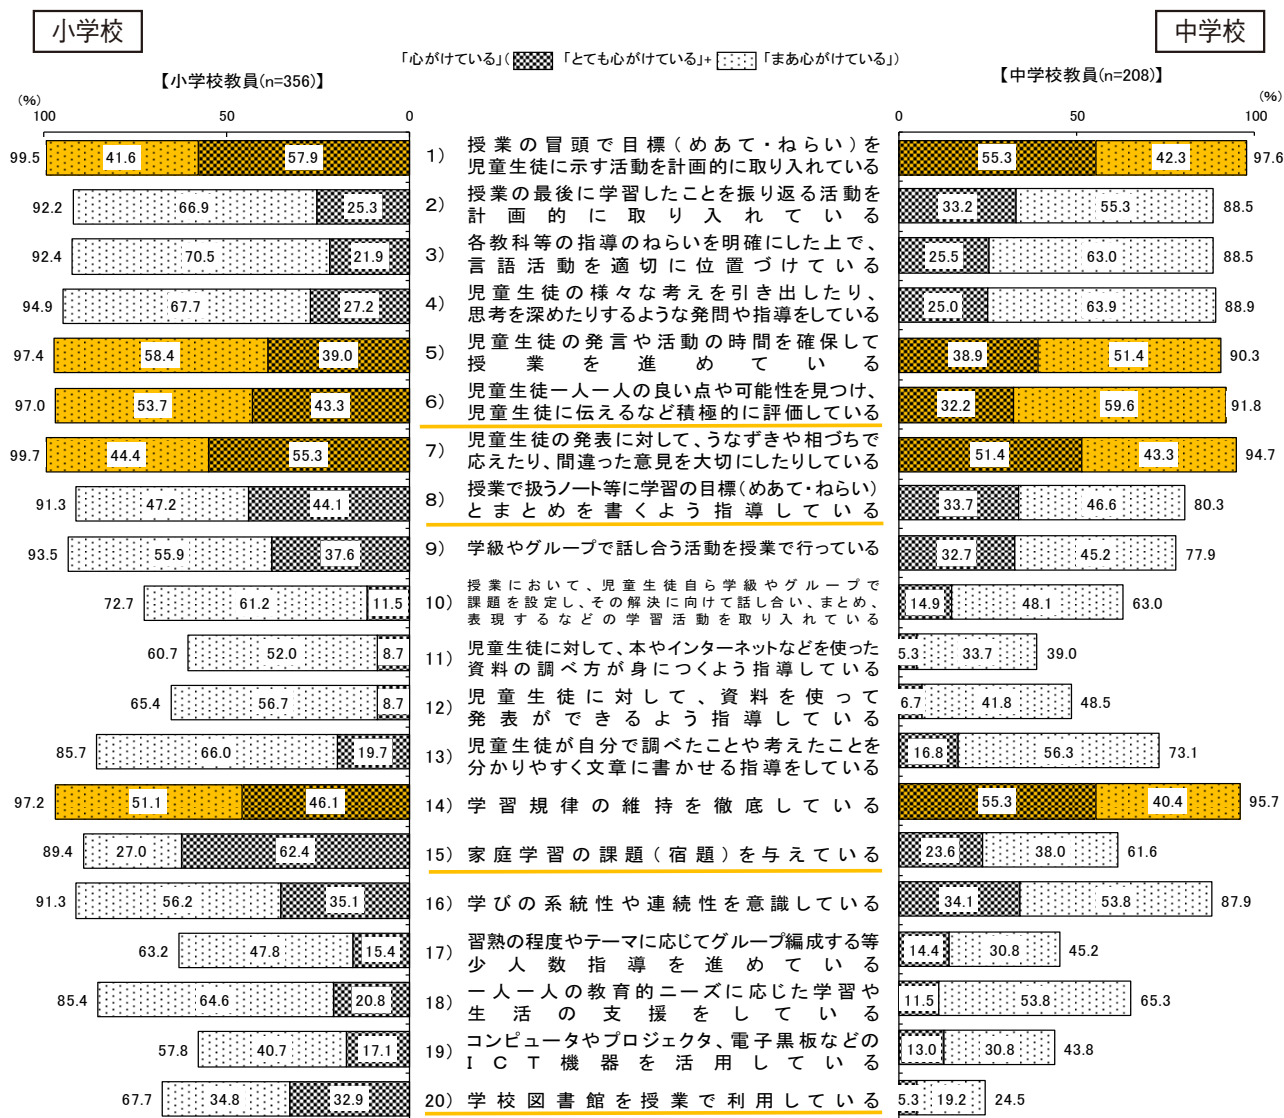 小学校
中学校
「心がけている」(「とても心がけている」+「まあ心がけている」)
【小学校教員(n=356)】
【中学校教員(n=208)】
(%)
(%)
100 50 0
0 50 100
99.5 41.6 57.9
1) 授業の冒頭で目標(めあて・ねらい)を
児童生徒に示す活動を計画的に取り入れている
55.3 42.3 97.6
92.2 66.9 25.3
2) 授業の最後に学習したことを振り返る活動を
計画的に取り入れている
33.2 55.3 88.5
92.4 70.5 21.9
3) 各教科等の指導のねらいを明確にした上で、
言語活動を適切に位置づけている
25.5 63.0 88.5
94.9 67.7 27.2
4) 児童生徒の様々な考えを引き出したり、
思考を深めたりするような発問や指導をしている
25.0 63.9 88.9
97.4 58.4 39.0
5) 児童生徒の発言や活動の時間を確保して
授業を進めている
38.9 51.4 90.3
97.0 53.7 43.3
6) 児童生徒一人一人の良い点や可能性を見つけ、
児童生徒に伝えるなど積極的に評価している
32.2 59.6 91.8
99.7 44.4 55.3
7) 児童生徒の発表に対して、うなずきや相づちで
応えたり、間違った意見を大切にしたりしている
51.4 43.3 94.7
91.3 47.2 44.1
8) 授業で扱うノート等に学習の目標(めあて・ねらい)
とまとめを書くよう指導している
33.7 46.6 80.3
93.5 55.9 37.6
9) 学級やグループで話し合う活動を授業で行っている
32.7 45.2 77.9
72.7 61.2 11.5
10) 授業において、児童生徒自ら学級やグループで
課題を設定し、その解決に向けて話し合い、まとめ、
表現するなどの学習活動を取り入れている
14.9 48.1 63.0
60.7 52.0 8.7
11) 児童生徒に対して、本やインターネットなどを使った
資料の調べ方が身につくよう指導している
5.3 33.7 39.0
65.4 56.7 8.7
12) 児童生徒に対して、資料を使って
発表ができるよう指導している
6.7 41.8 48.5
85.7 66.0 19.7
13) 児童生徒が自分で調べたことや考えたことを
分かりやすく文章に書かせる指導をしている
16.8 56.3 73.1
97.2 51.1 46.1
14) 学習規律の維持を徹底している
55.3 40.4 95.7
89.4 27.0 62.4
15) 家庭学習の課題(宿題)を与えている
23.6 38.0 61.6
91.3 56.2 35.1
16) 学びの系統性や連続性を意識している
34.1 53.8 87.9
63.2 47.8 15.4
17) 習熟の程度やテーマに応じてグループ編成する等
少人数指導を進めている
14.4 30.8 45.2
85.4 64.6 20.8
18) 一人一人の教育的ニーズに応じた学習や
生活の支援をしている
11.5 53.8 65.3
57.8 40.7 17.1
19) コンピュータやプロジェクタ、電子黒板などの
ICT機器を活用している
13.0 30.8 43.8
67.7 34.8 32.9
20) 学校図書館を授業で利用している
5.3 19.2 24.5